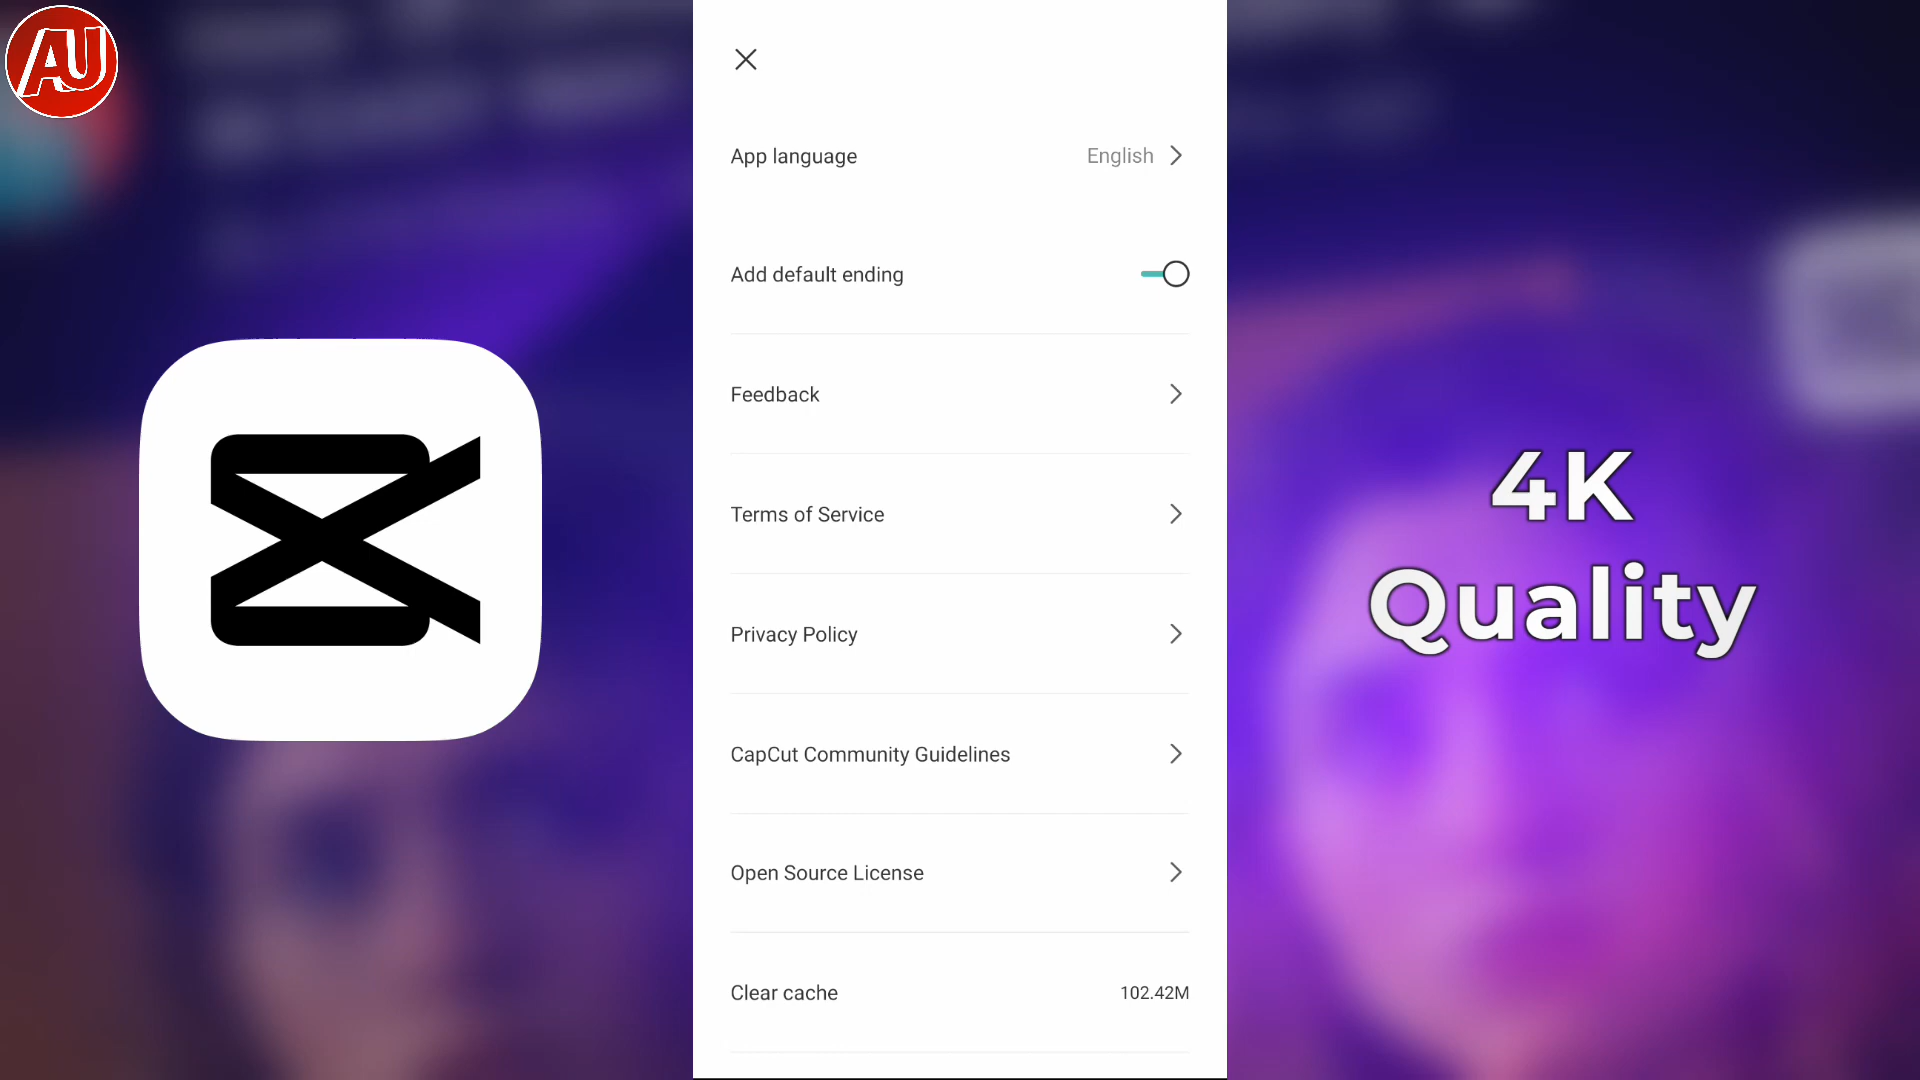 AU
App language English
Add default ending
Feedback
Terms of Service
Privacy Policy
CapCut Community Guidelines
Open Source License
Clear cache 102.42M
4K
Quality